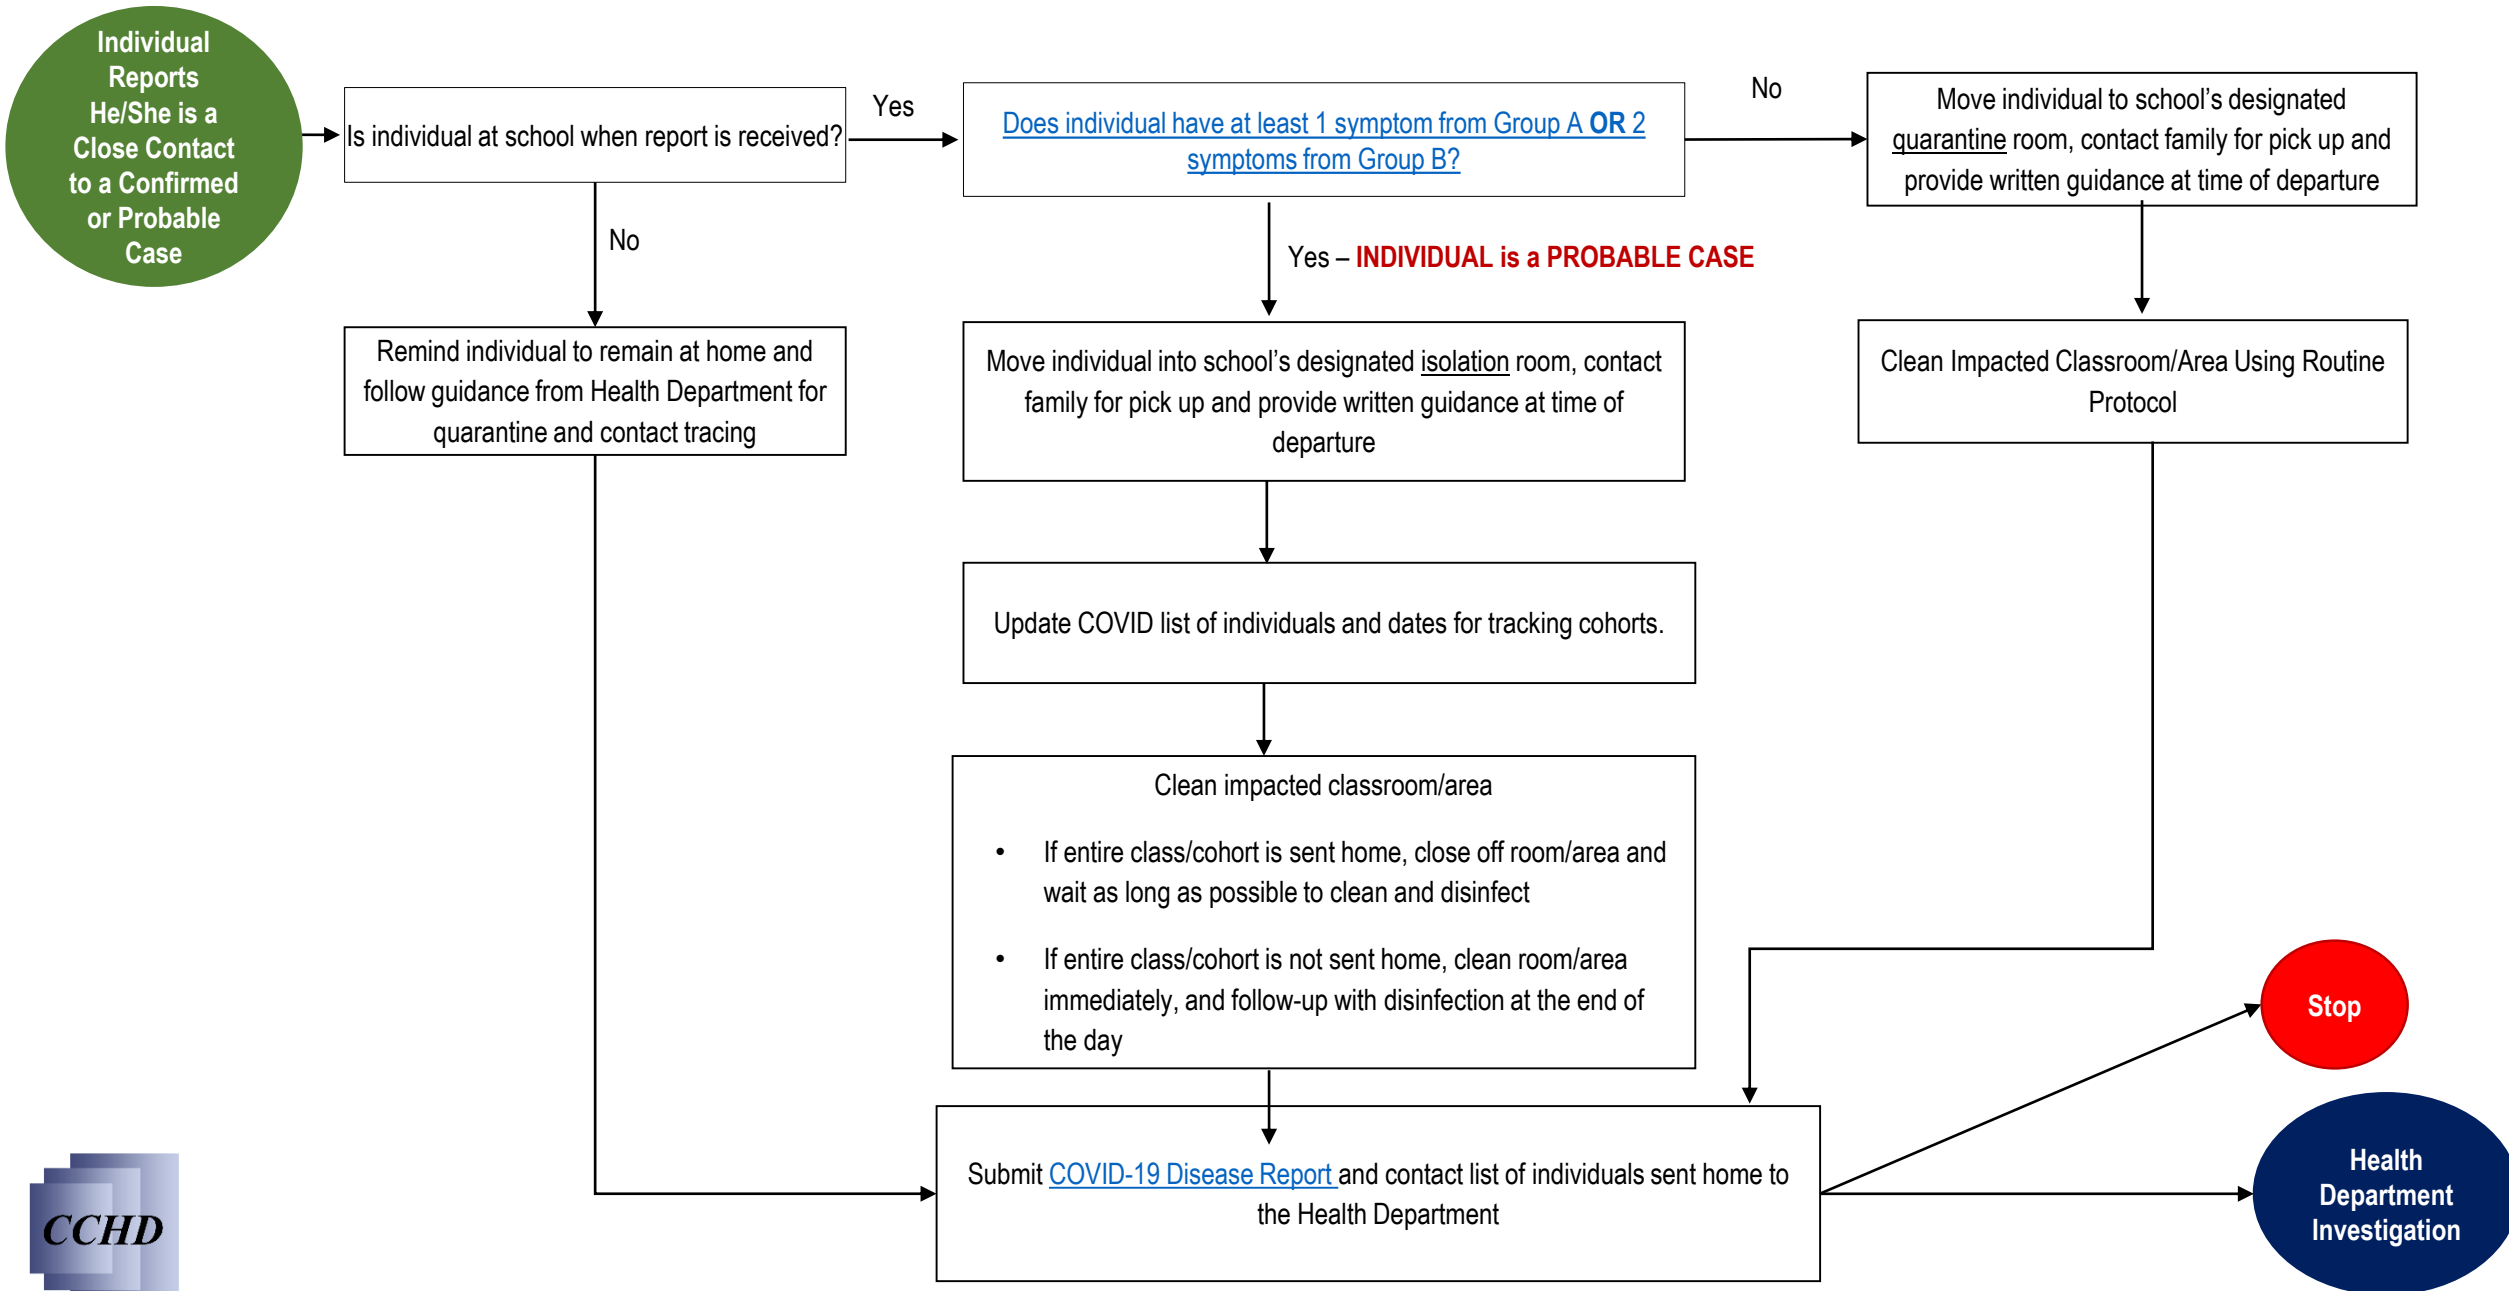 Individual
Reports
He/She is a
Close Contact
to a Confirmed
or Probable
Case
Is individual at school when report is received?
Yes
No
Does individual have at least 1 symptom from Group A OR 2
symptoms from Group B?
No
Yes – INDIVIDUAL is a PROBABLE CASE
Move individual to school’s designated
quarantine room, contact family for pick up and
provide written guidance at time of departure
Remind individual to remain at home and
follow guidance from Health Department for
quarantine and contact tracing
Move individual into school’s designated isolation room, contact
family for pick up and provide written guidance at time of
departure
Clean Impacted Classroom/Area Using Routine
Protocol
Update COVID list of individuals and dates for tracking cohorts.
Clean impacted classroom/area
• If entire class/cohort is sent home, close off room/area and
wait as long as possible to clean and disinfect
• If entire class/cohort is not sent home, clean room/area
immediately, and follow-up with disinfection at the end of
the day
Submit COVID-19 Disease Report and contact list of individuals sent home to
the Health Department
Stop
Health
Department
Investigation
CCHD